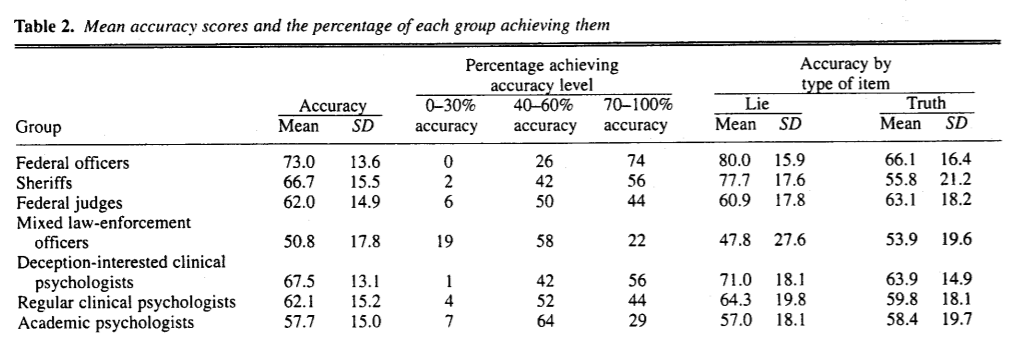 Table 2. Mean accuracy scores and the percentage of each group achieving them
Percentage achieving Accuracy by
accuracy level type of item
Accuracy 0–30% 40–60% 70–100% Lie Truth
Group Mean SD accuracy accuracy accuracy Mean SD Mean SD
Federal officers 73.0 13.6 0 26 74 80.0 15.9 66.1 16.4
Sheriffs 66.7 15.5 2 42 56 77.7 17.6 55.8 21.2
Federal judges 62.0 14.9 6 50 44 60.9 17.8 63.1 18.2
Mixed law-enforcement
officers 50.8 17.8 19 58 22 47.8 27.6 53.9 19.6
Deception-interested clinical
psychologists 67.5 13.1 1 42 56 71.0 18.1 63.9 14.9
Regular clinical psychologists 62.1 15.2 4 52 44 64.3 19.8 59.8 18.1
Academic psychologists 57.7 15.0 7 64 29 57.0 18.1 58.4 19.7